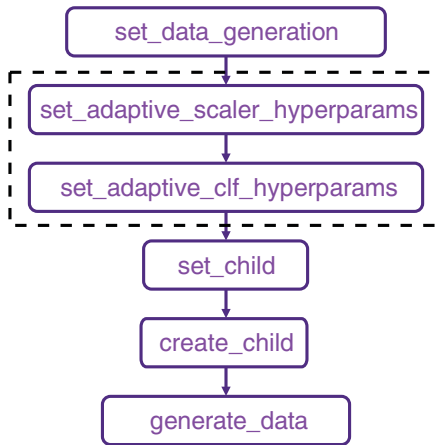 set_data_generation
set_adaptive_scaler_hyperparams
set_adaptive_clf_hyperparams
set_child
create_child
generate_data